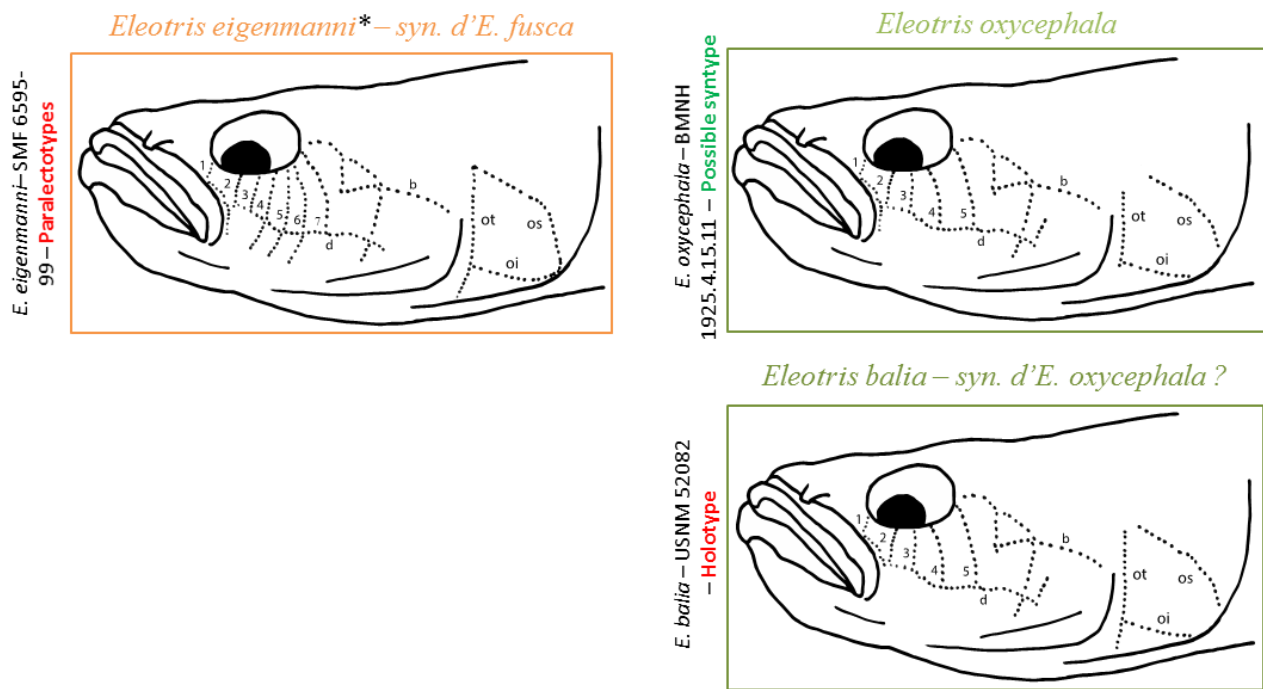 Eleotris eigenmanni* – syn. d’E. fusca
E. eigenmanni– SMF 6595-
99 – Paralectotypes
1
2
3
4
5
6
7
b
d
ot
os
oi
Eleotris oxycephala
E. oxycephala – BMNH
1925.4.15.11 – Possible syntype
1
2
3
4
5
b
d
ot
os
oi
Eleotris balia – syn. d’E. oxycephala ?
E. balia – USNM 52082
– Holotype
1
2
3
4
5
b
d
ot
os
oi